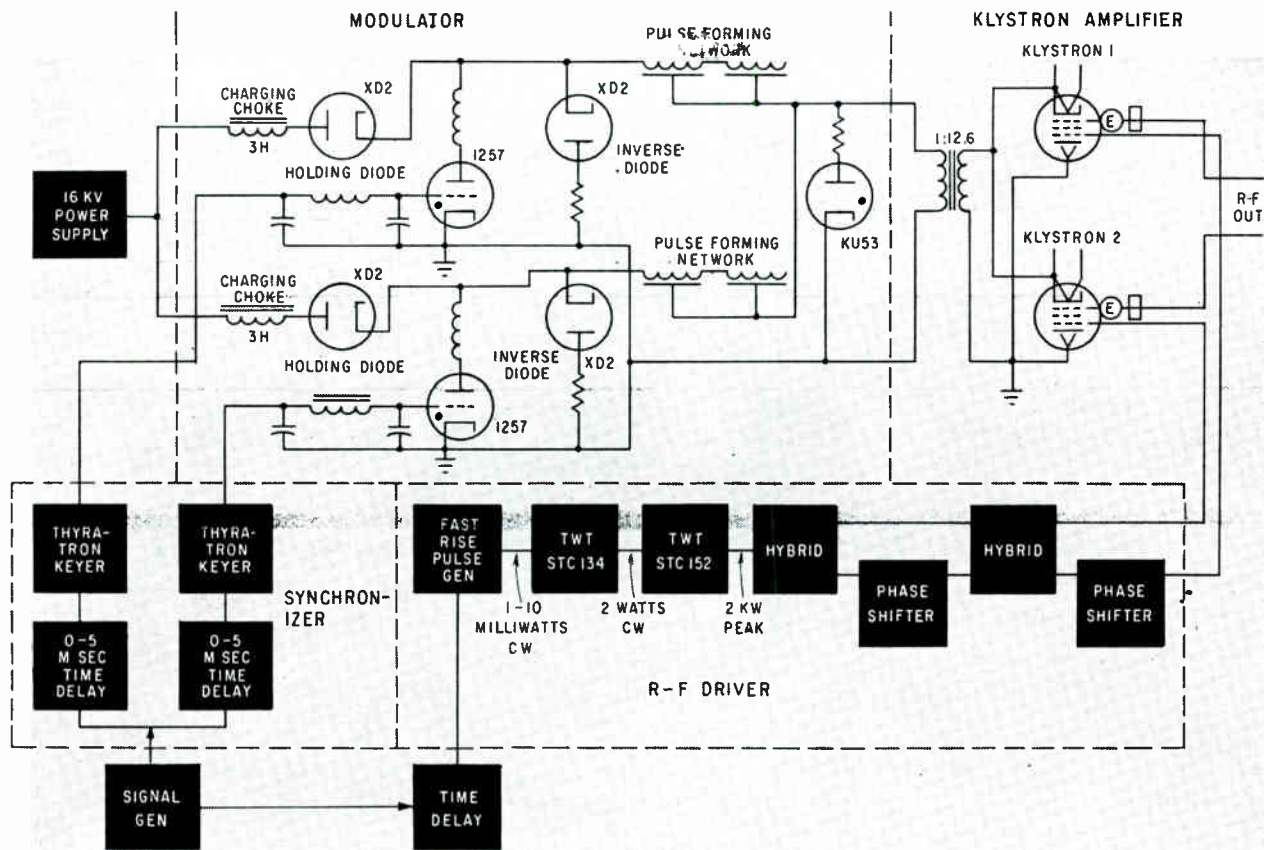 MODULATOR
KLYSTRON AMPLIFIER
PULSE FORMING
NETWORK
KLYSTRON 1
CHARGING
CHOKE
XD2
XD2
3H
HOLDING DIODE
1257
INVERSE
DIODE
1:12.6
E
16 KV
POWER
SUPPLY
KU53
R-F
OUT
CHARGING
CHOKE
XD2
PULSE FORMING
NETWORK
KLYSTRON 2
3H
HOLDING DIODE
INVERSE
DIODE
XD2
E
1257
THYRA-
TRON
KEYER
THYRA-
TRON
KEYER
FAST
RISE
PULSE
GEN
TWT
STC 134
TWT
STC 152
HYBRID
HYBRID
SYNCHRON-
IZER
1-10
MILLIWATTS
CW
2 WATTS
CW
2 KW
PEAK
PHASE
SHIFTER
PHASE
SHIFTER
0-5
M SEC
TIME
DELAY
0-5
M SEC
TIME
DELAY
R-F DRIVER
SIGNAL
GEN
TIME
DELAY